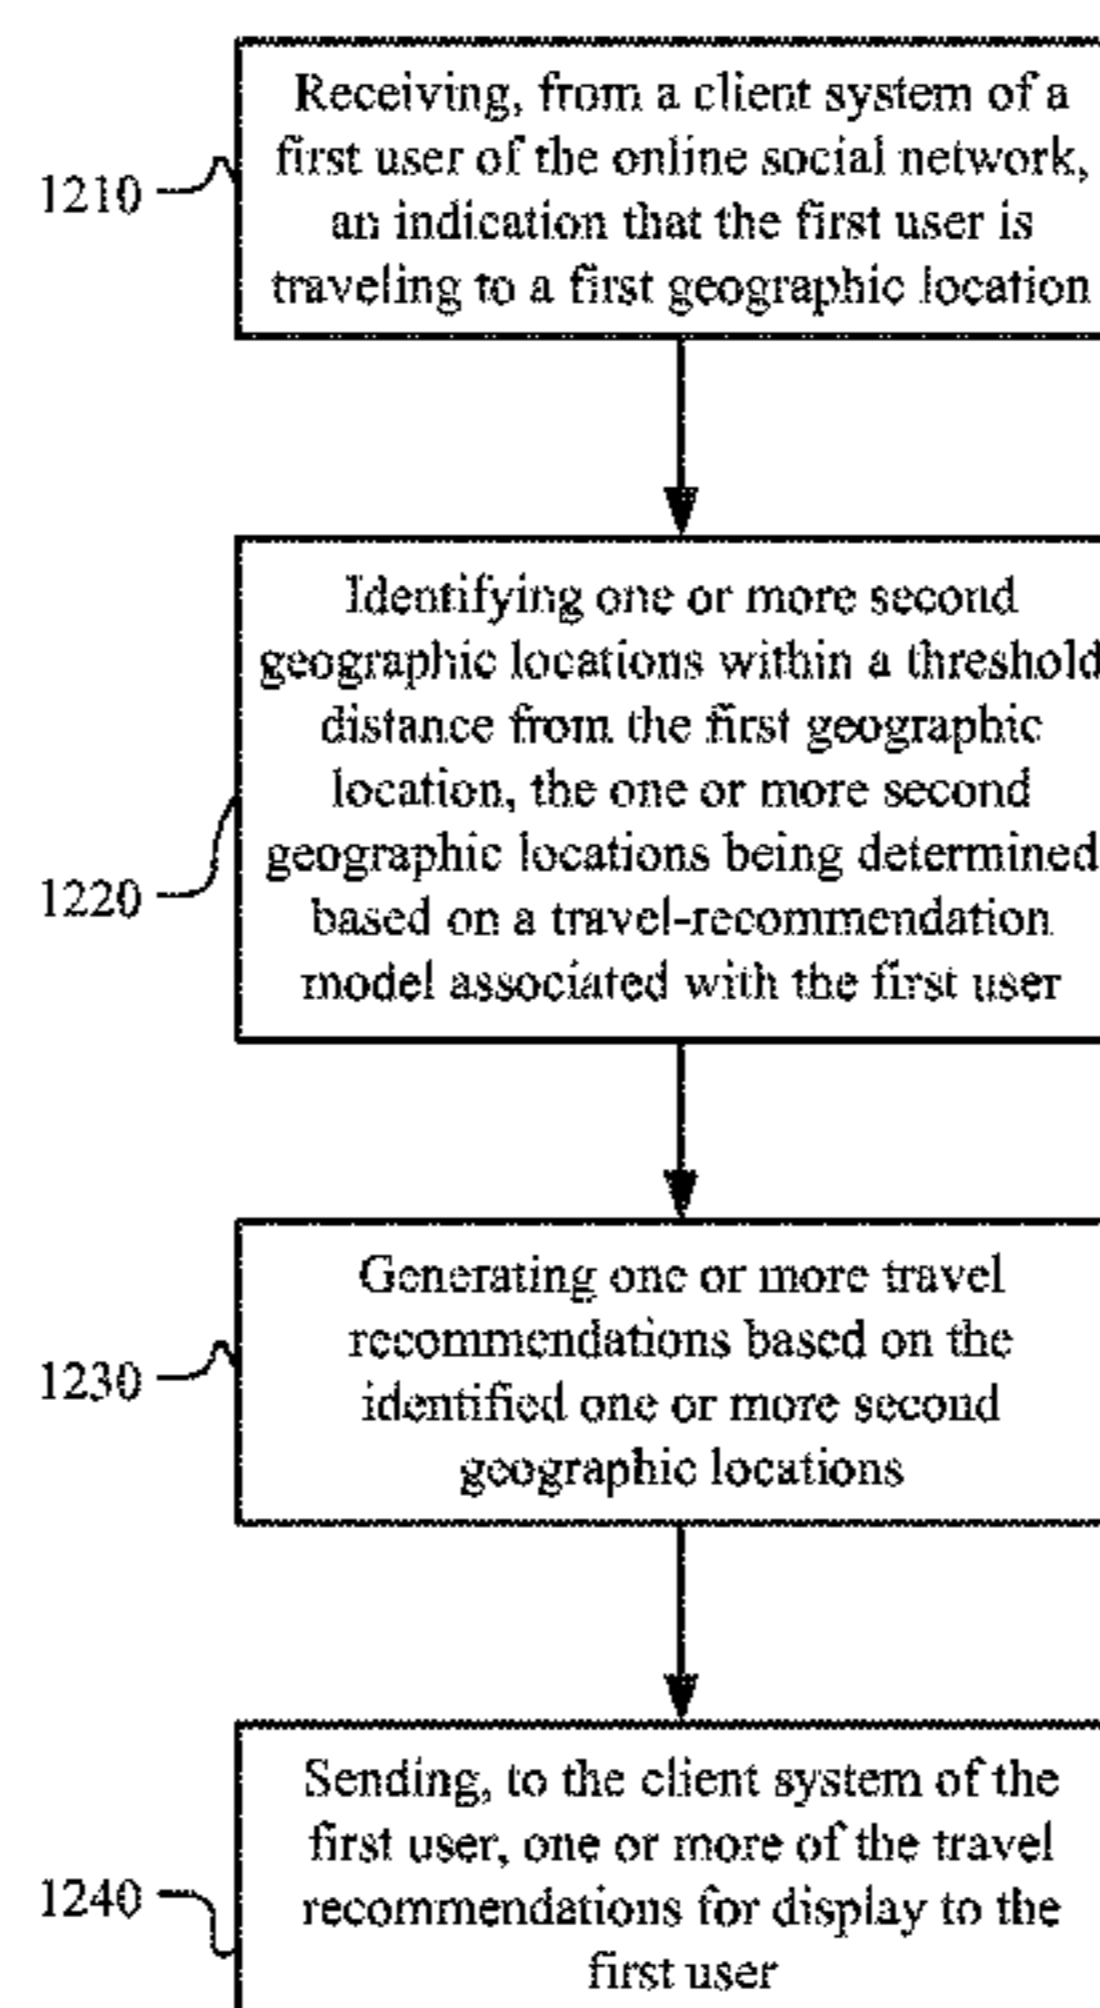 Receiving, from a client system of a
first user of the online social network,
an indication that the first user is
traveling to a first geographic location
1210
Identifying one or more second
geographic locations within a threshold
distance from the first geographic
location, the one or more second
geographic locations being determined
based on a travel-recommendation
model associated with the first user
1220
Generating one or more travel
recommendations based on the
identified one or more second
geographic locations
1230
Sending, to the client system of the
first user, one or more of the travel
recommendations for display to the
first user
1240